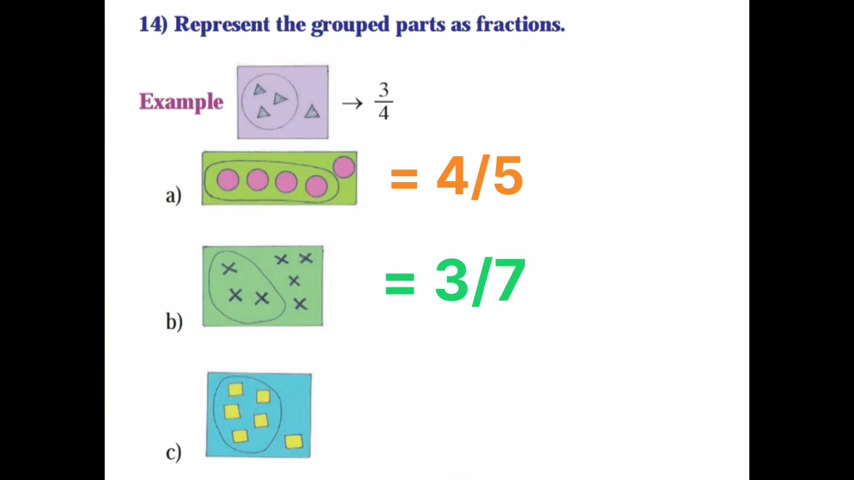 14) Represent the grouped parts as fractions.
Example → 3/4
a) = 4/5
b) = 3/7
c)